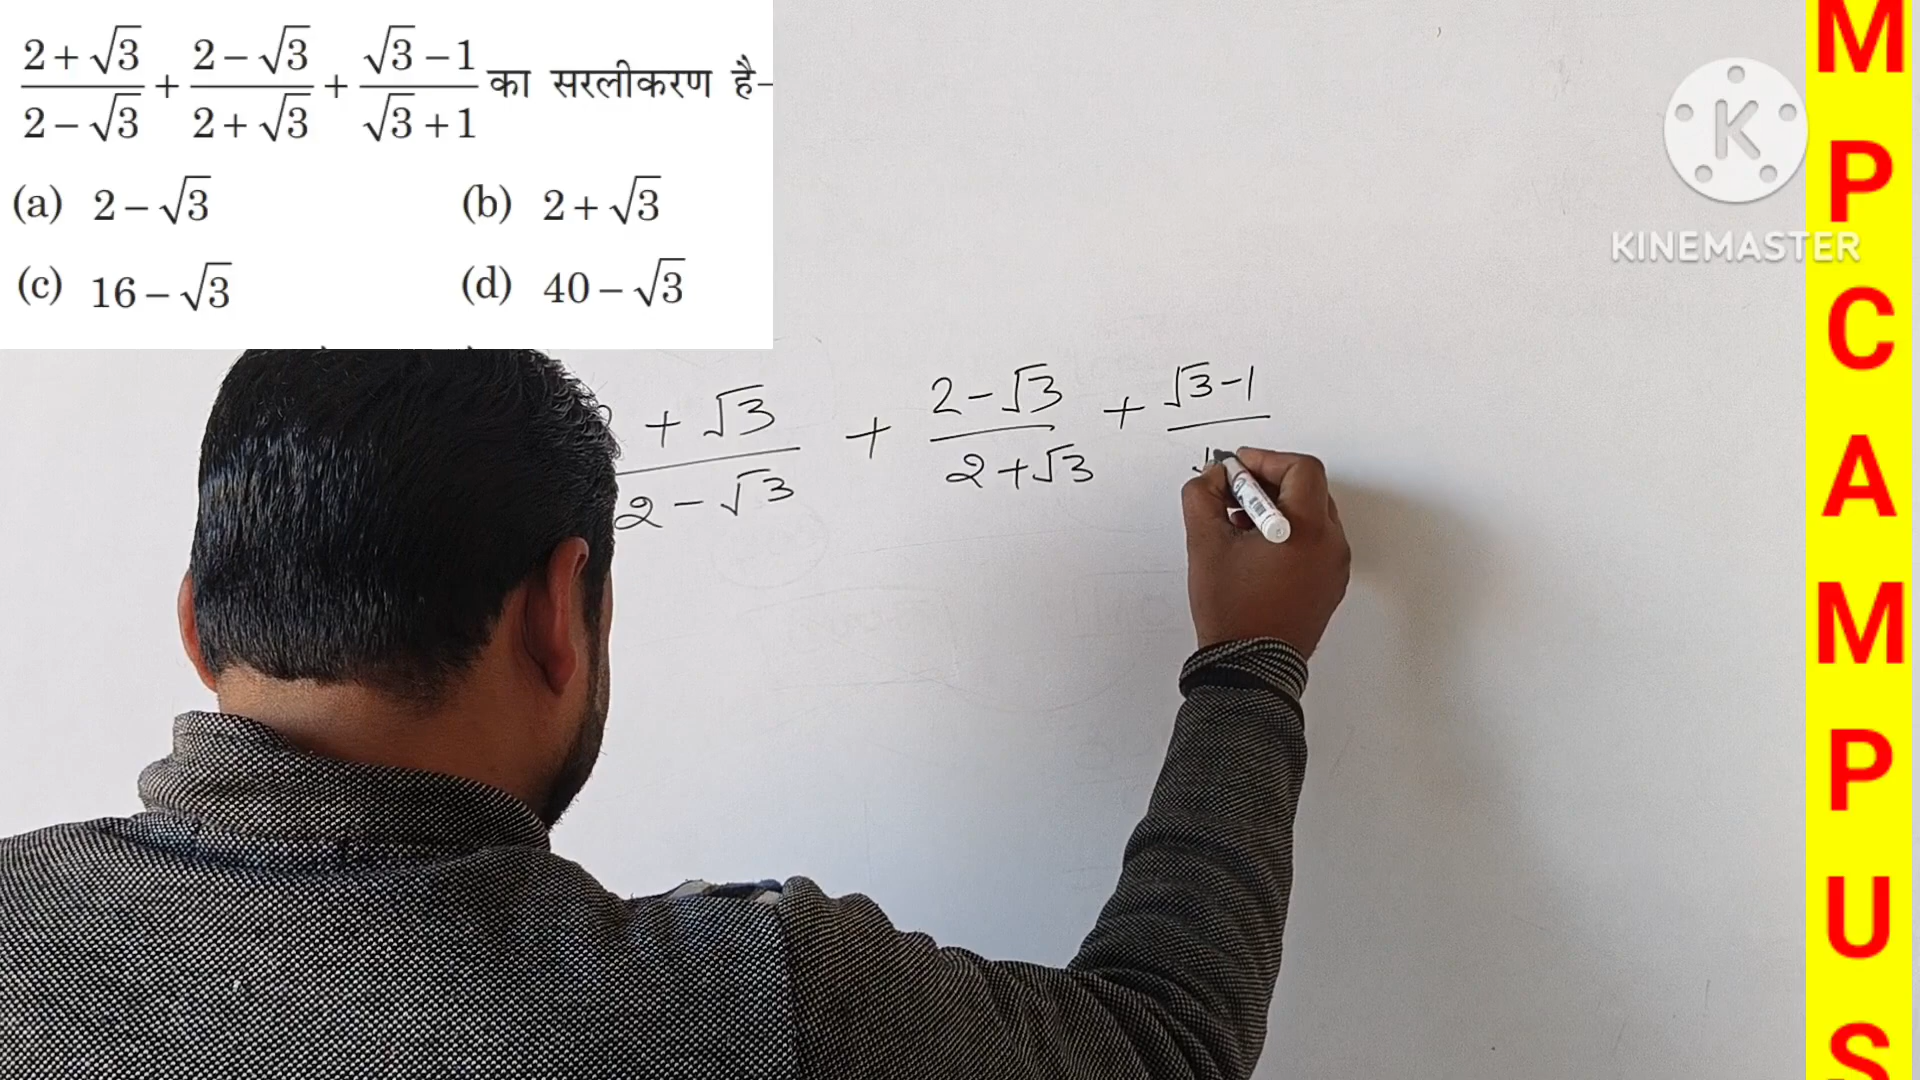 (2 + √3)/(2 − √3) + (2 − √3)/(2 + √3) + (√3 − 1)/(√3 + 1) का सरलीकरण है–
(a) 2 − √3 (b) 2 + √3
(c) 16 − √3 (d) 40 − √3
+ √3 + 2 − √3 + √3 − 1
2 − √3 2 + √3
K
KINEMASTER
M
P
C
A
M
P
U
S